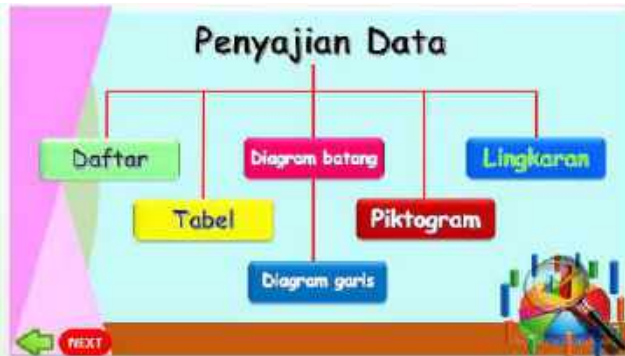 Penyajian Data
Daftar
Diagram batang
Lingkaran
Tabel
Piktogram
Diagram garis
NEXT